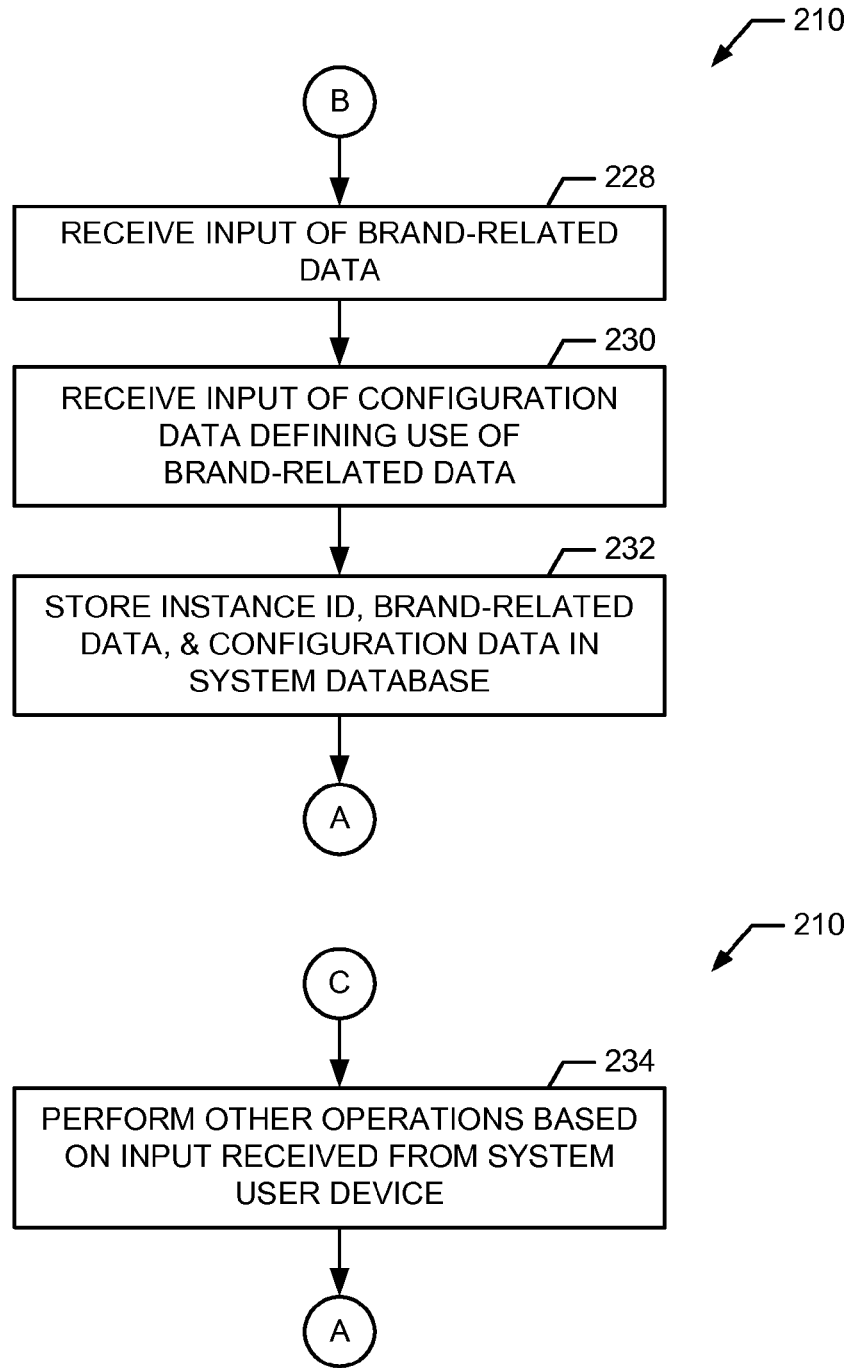 210
B
228
RECEIVE INPUT OF BRAND-RELATED
DATA
230
RECEIVE INPUT OF CONFIGURATION
DATA DEFINING USE OF
BRAND-RELATED DATA
232
STORE INSTANCE ID, BRAND-RELATED
DATA, & CONFIGURATION DATA IN
SYSTEM DATABASE
A
210
C
234
PERFORM OTHER OPERATIONS BASED
ON INPUT RECEIVED FROM SYSTEM
USER DEVICE
A